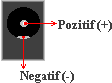 Pozitif (+)
Negatif (-)